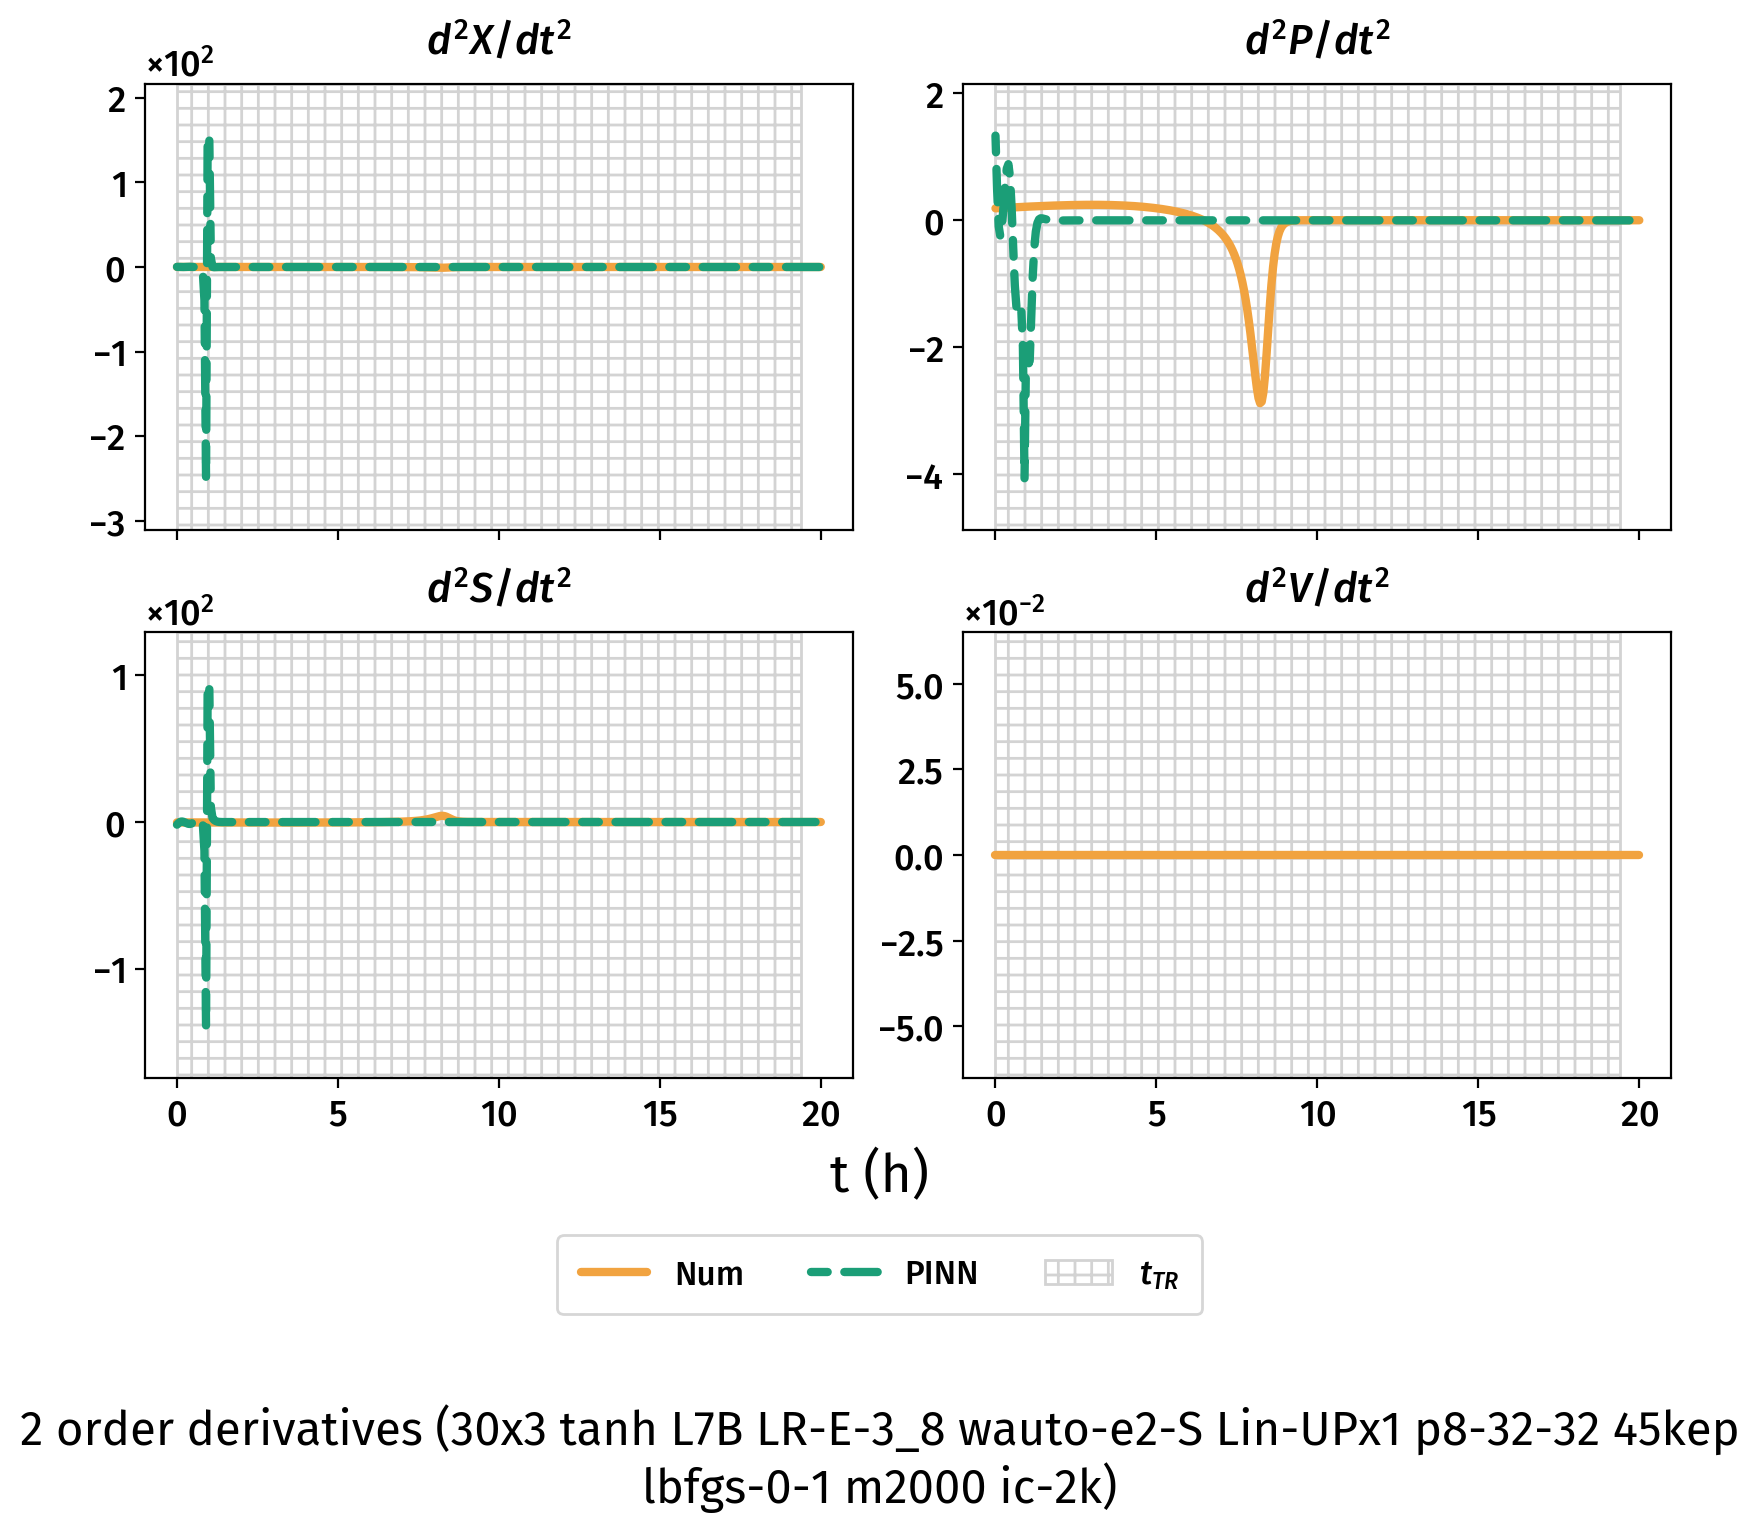 d²X/dt²
×10²
2
1
0
−1
−2
−3
d²P/dt²
2
0
−2
−4
d²S/dt²
×10²
1
0
−1
0 5 10 15 20
d²V/dt²
×10⁻²
5.0
2.5
0.0
−2.5
−5.0
0 5 10 15 20
t (h)
Num PINN t_TR
2 order derivatives (30x3 tanh L7B LR-E-3_8 wauto-e2-S Lin-UPx1 p8-32-32 45kep
lbfgs-0-1 m2000 ic-2k)